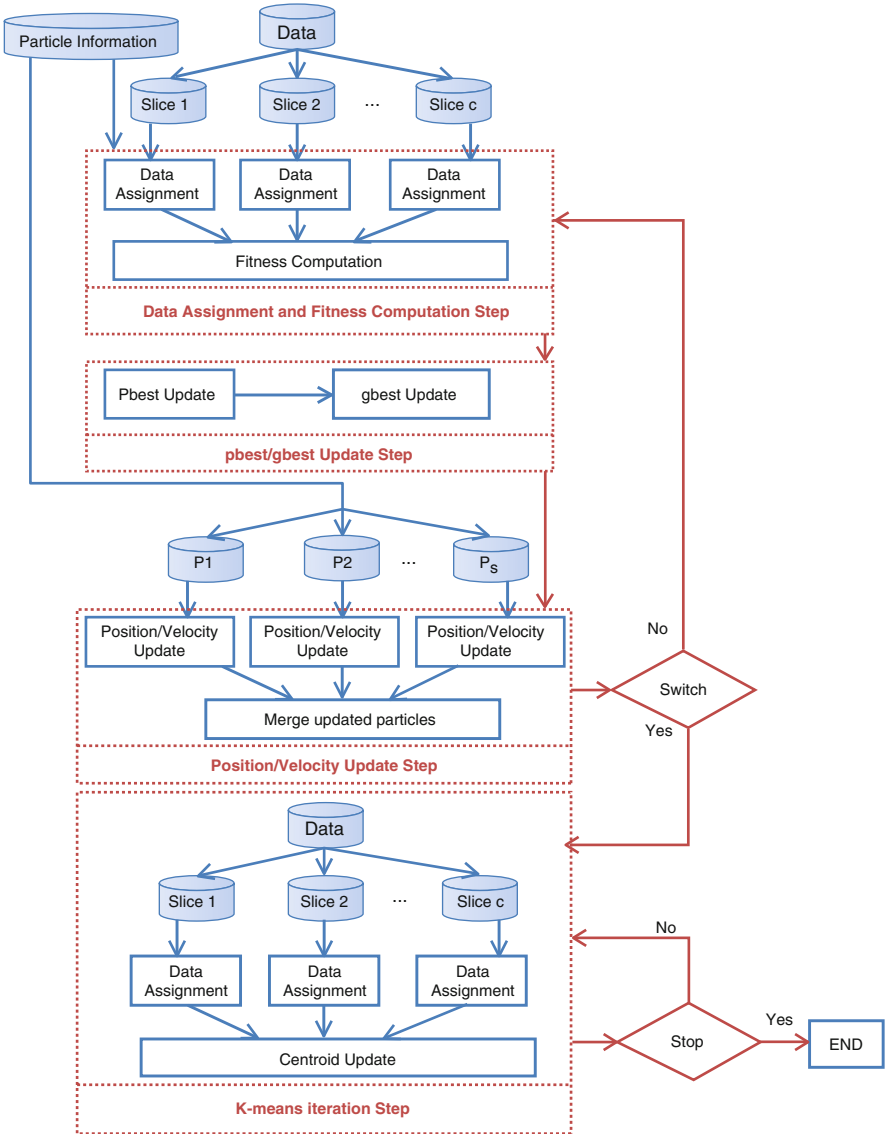 Particle Information
Data
Slice 1
Slice 2
...
Slice c
Data
Assignment
Data
Assignment
Data
Assignment
Fitness Computation
Data Assignment and Fitness Computation Step
Pbest Update
gbest Update
pbest/gbest Update Step
P1
P2
...
Ps
Position/Velocity
Update
Position/Velocity
Update
Position/Velocity
Update
Merge updated particles
Position/Velocity Update Step
No
Switch
Yes
Data
Slice 1
Slice 2
...
Slice c
Data
Assignment
Data
Assignment
Data
Assignment
Centroid Update
K-means iteration Step
No
Stop
Yes
END